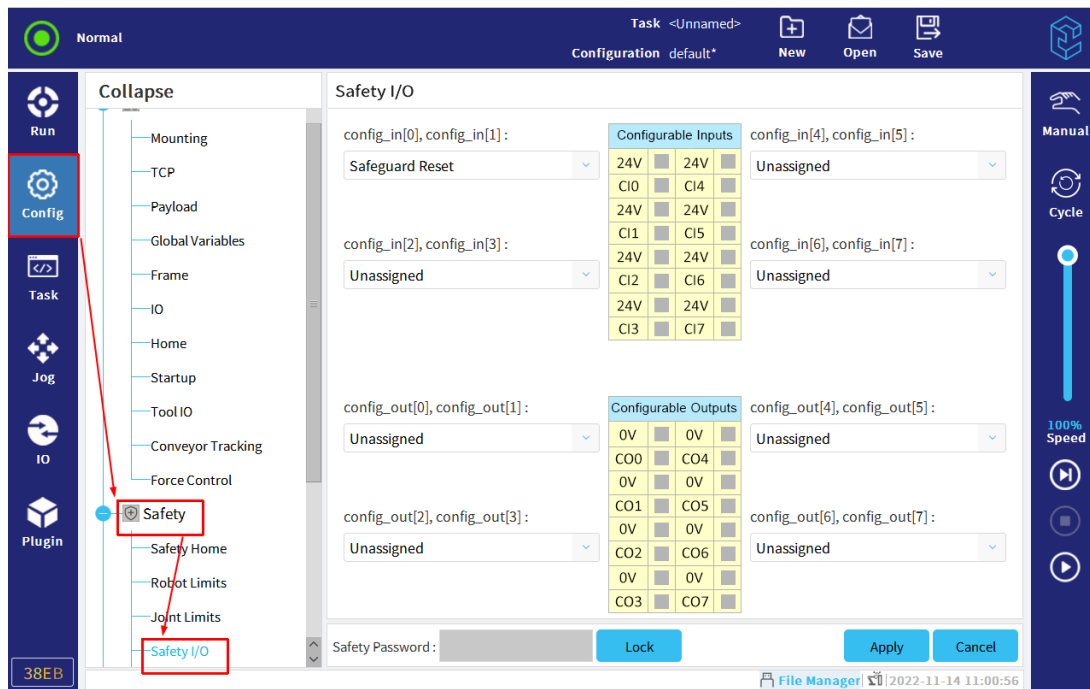 Normal
Task <Unnamed>
Configuration default*
New
Open
Save
Run
Config
Task
Jog
IO
Plugin
38EB
Collapse
Mounting
TCP
Payload
Global Variables
Frame
IO
Home
Startup
Tool IO
Conveyor Tracking
Force Control
Safety
Safety Home
Robot Limits
Joint Limits
Safety I/O
Safety I/O
config_in[0], config_in[1] :
Safeguard Reset
config_in[2], config_in[3] :
Unassigned
Configurable Inputs
24V 24V
CI0 CI4
24V 24V
CI1 CI5
24V 24V
CI2 CI6
24V 24V
CI3 CI7
config_in[4], config_in[5] :
Unassigned
config_in[6], config_in[7] :
Unassigned
config_out[0], config_out[1] :
Unassigned
config_out[2], config_out[3] :
Unassigned
Configurable Outputs
0V 0V
CO0 CO4
0V 0V
CO1 CO5
0V 0V
CO2 CO6
0V 0V
CO3 CO7
config_out[4], config_out[5] :
Unassigned
config_out[6], config_out[7] :
Unassigned
Safety Password :
Lock
Apply
Cancel
File Manager
2022-11-14 11:00:56
Manual
Cycle
100%
Speed